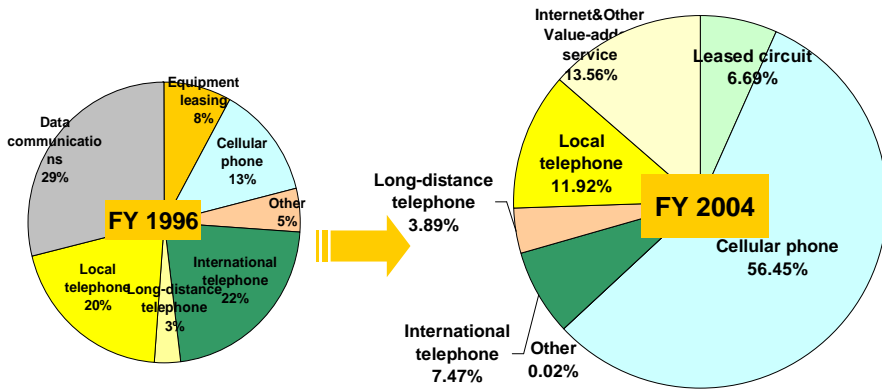 Equipment
leasing
8%
Cellular
phone
13%
Other
5%
International
telephone
22%
Long-distance
telephone
3%
Local
telephone
20%
Data
communicatio
ns
29%
FY 1996
Internet&Other
Value-adde
service
13.56%
Leased circuit
6.69%
Local
telephone
11.92%
Long-distance
telephone
3.89%
FY 2004
Cellular phone
56.45%
International
telephone
7.47%
Other
0.02%